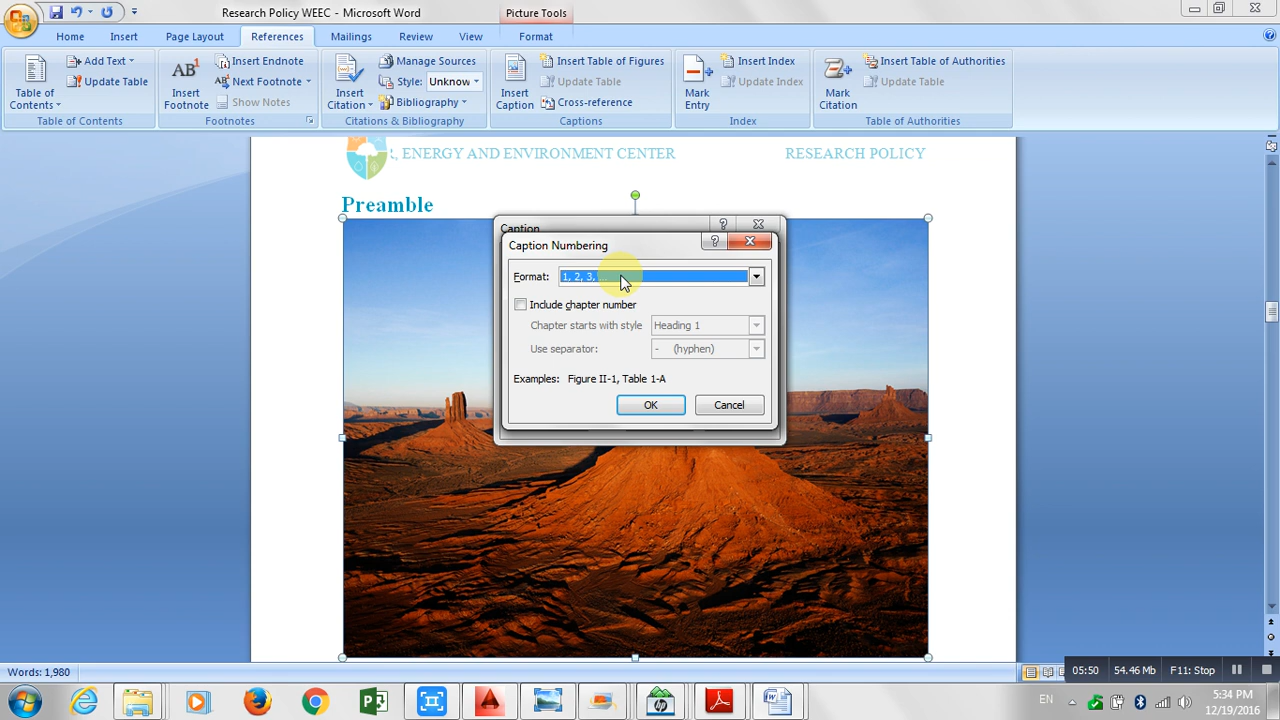 Research Policy WEEC - Microsoft Word
Picture Tools
Home
Insert
Page Layout
References
Mailings
Review
View
Format
Table of Contents
Add Text
Update Table
Table of Contents
AB¹
Insert Footnote
Insert Endnote
Next Footnote
Show Notes
Footnotes
Insert Citation
Manage Sources
Style: Unknow
Bibliography
Citations & Bibliography
Insert Caption
Insert Table of Figures
Update Table
Cross-reference
Captions
Mark Entry
Insert Index
Update Index
Index
Mark Citation
Insert Table of Authorities
Update Table
Table of Authorities
R, ENERGY AND ENVIRONMENT CENTER
RESEARCH POLICY
Preamble
Caption
Caption Numbering
Format: 1, 2, 3, ...
Include chapter number
Chapter starts with style Heading 1
Use separator: - (hyphen)
Examples: Figure II-1, Table 1-A
OK
Cancel
Words: 1,980
05:50
54.46 Mb
F11: Stop
EN
5:34 PM
12/19/2016